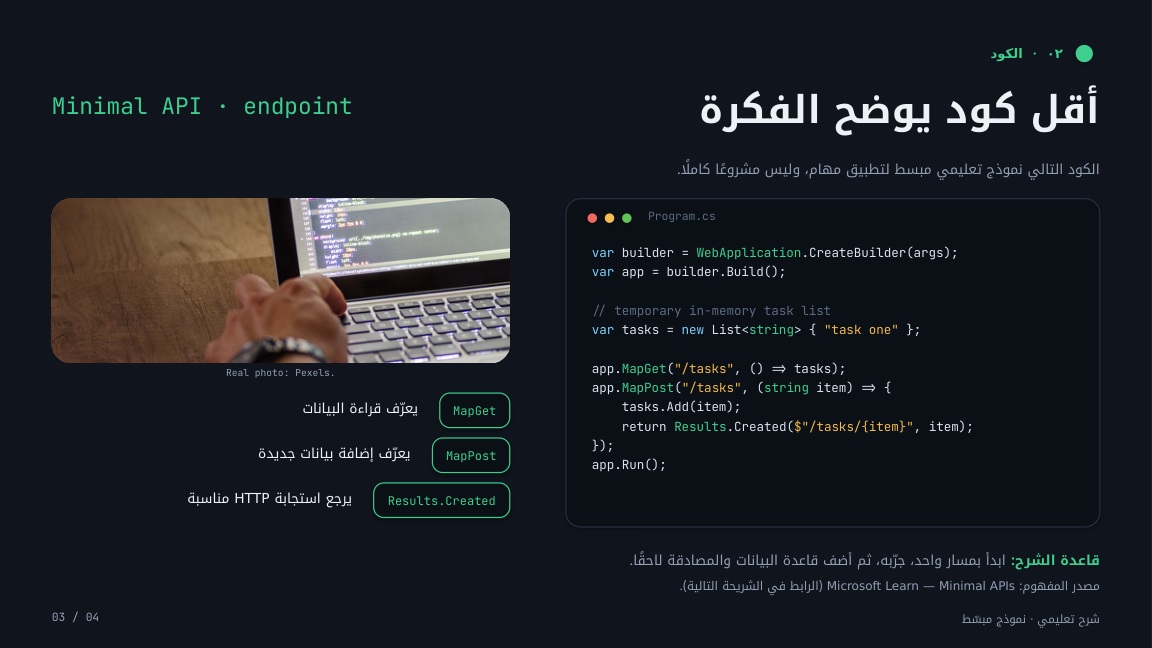 ٠٢ · الكود
أقل كود يوضح الفكرة
Minimal API · endpoint
الكود التالي نموذج تعليمي مبسط لتطبيق مهام، وليس مشروعًا كاملًا.
Program.cs
var builder = WebApplication.CreateBuilder(args);
var app = builder.Build();
// temporary in-memory task list
var tasks = new List<string> { "task one" };
app.MapGet("/tasks", () => tasks);
app.MapPost("/tasks", (string item) => {
    tasks.Add(item);
    return Results.Created($"/tasks/{item}", item);
});
app.Run();
Real photo: Pexels.
MapGet يعرّف قراءة البيانات
MapPost يعرّف إضافة بيانات جديدة
Results.Created يرجع استجابة HTTP مناسبة
قاعدة الشرح: ابدأ بمسار واحد، جرّبه، ثم أضف قاعدة البيانات والمصادقة لاحقًا.
مصدر المفهوم: Microsoft Learn — Minimal APIs (الرابط في الشريحة التالية).
شرح تعليمي · نموذج مبسّط
03 / 04